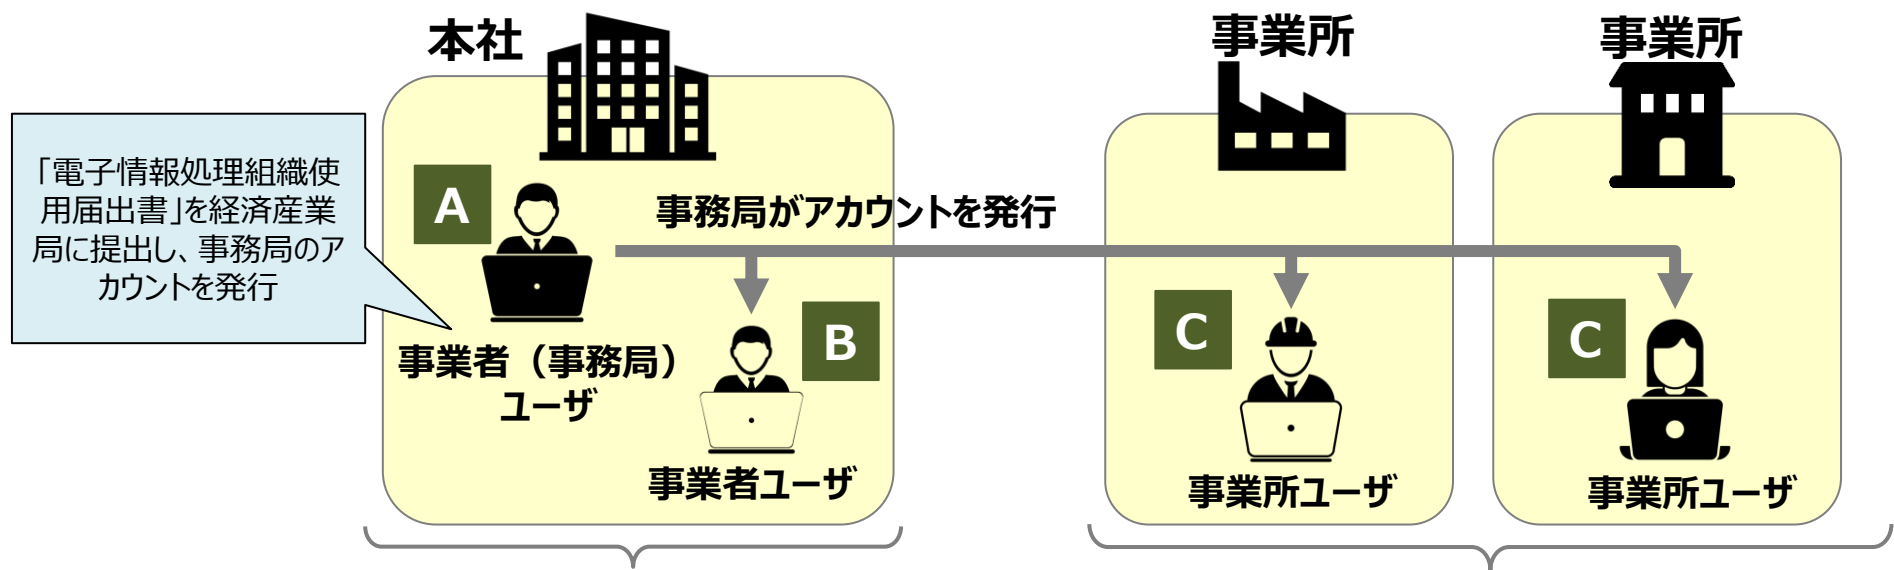 本社
事業所
事業所
「電子情報処理組織使
用届出書」を経済産業
局に提出し、事務局のア
カウントを発行
A
事務局がアカウントを発行
事業者（事務局）
ユーザ
B
事業者ユーザ
C
事業所ユーザ
C
事業所ユーザ